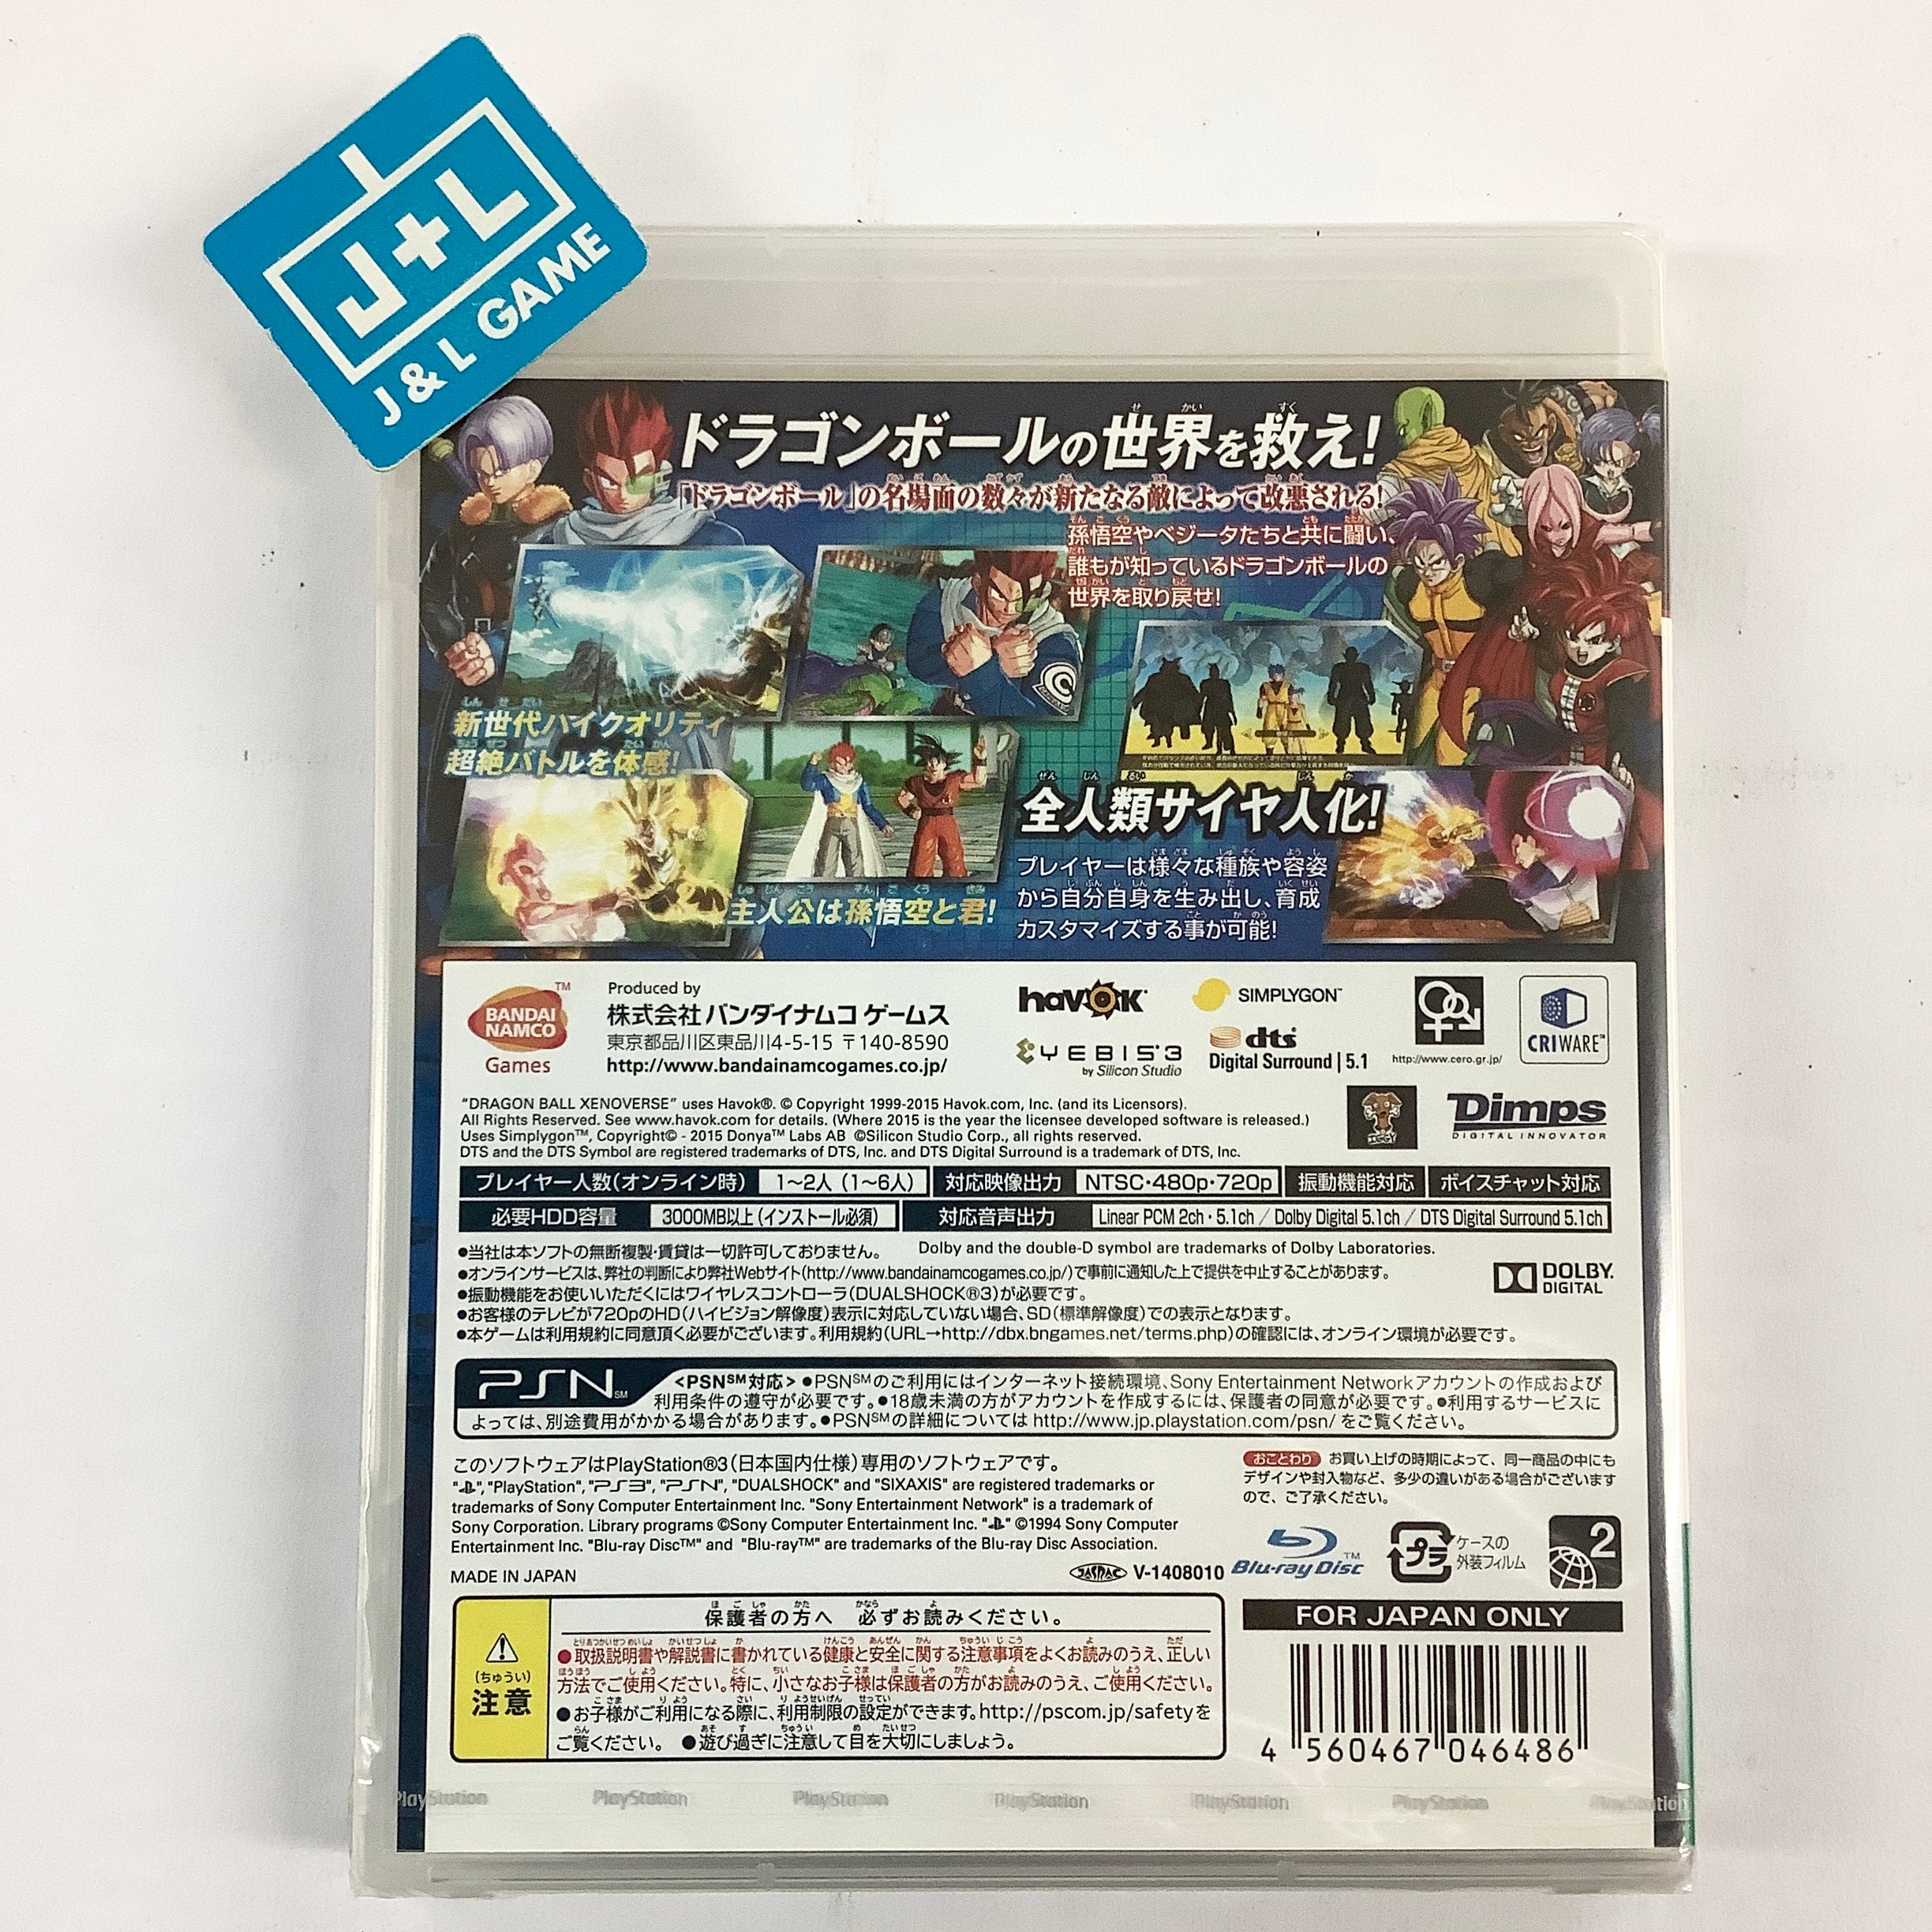 J+L
J & L GAME
ドラゴンボールの世界を救え!
「ドラゴンボール」の名場面の数々が新たなる敵によって改悪される!
孫悟空やベジータたちと共に闘い、
誰もが知っているドラゴンボールの
世界を取り戻せ!
新世代ハイクオリティ
超絶バトルを体感!
主人公は孫悟空と君!
全人類サイヤ人化!
プレイヤーは様々な種族や容姿
から自分自身を生み出し、育成
カスタマイズする事が可能!
BANDAI
NAMCO
Games
Produced by
株式会社 バンダイナムコ ゲームス
東京都品川区東品川4-5-15 〒140-8590
http://www.bandainamcogames.co.jp/
havok
SIMPLYGON™
YEBIS 3
by Silicon Studio
dts
Digital Surround | 5.1
http://www.cero.gr.jp/
CRIWARE™
IGGY
Dimps
DIGITAL INNOVATOR
"DRAGON BALL XENOVERSE" uses Havok®. © Copyright 1999-2015 Havok.com, Inc. (and its Licensors).
All Rights Reserved. See www.havok.com for details. (Where 2015 is the year the licensee developed software is released.)
Uses Simplygon™, Copyright© - 2015 Donya™ Labs AB ©Silicon Studio Corp., all rights reserved.
DTS and the DTS Symbol are registered trademarks of DTS, Inc. and DTS Digital Surround is a trademark of DTS, Inc.
プレイヤー人数(オンライン時) 1〜2人 (1〜6人) 対応映像出力 NTSC・480p・720p 振動機能対応 ボイスチャット対応
必要HDD容量 3000MB以上(インストール必須) 対応音声出力 Linear PCM 2ch・5.1ch / Dolby Digital 5.1ch / DTS Digital Surround 5.1ch
●当社は本ソフトの無断複製・賃貸は一切許可しておりません。 Dolby and the double-D symbol are trademarks of Dolby Laboratories.
●オンラインサービスは、弊社の判断により弊社Webサイト(http://www.bandainamcogames.co.jp/)で事前に通知した上で提供を中止することがあります。
●振動機能をお使いいただくにはワイヤレスコントローラ(DUALSHOCK®3)が必要です。
●お客様のテレビが720pのHD(ハイビジョン解像度)表示に対応していない場合、SD(標準解像度)での表示となります。
●本ゲームは利用規約に同意頂く必要がございます。利用規約(URL→http://dbx.bngames.net/terms.php)の確認には、オンライン環境が必要です。
DOLBY
DIGITAL
PSN℠
<PSN℠対応> ●PSN℠のご利用にはインターネット接続環境、Sony Entertainment Networkアカウントの作成および
利用条件の遵守が必要です。●18歳未満の方がアカウントを作成するには、保護者の同意が必要です。●利用するサービスに
よっては、別途費用がかかる場合があります。●PSN℠の詳細については http://www.jp.playstation.com/psn/ をご覧ください。
このソフトウェアはPlayStation®3(日本国内仕様)専用のソフトウェアです。
" ", "PlayStation", "PS3", "PSN", "DUALSHOCK" and "SIXAXIS" are registered trademarks or
trademarks of Sony Computer Entertainment Inc. "Sony Entertainment Network" is a trademark of
Sony Corporation. Library programs ©Sony Computer Entertainment Inc. " " ©1994 Sony Computer
Entertainment Inc. "Blu-ray Disc™" and "Blu-ray™" are trademarks of the Blu-ray Disc Association.
MADE IN JAPAN
JASRAC V-1408010
おことわり お買い上げの時期によって、同一商品の中にも
デザインや封入物など、多少の違いがある場合がございます
ので、ご了承ください。
Blu-ray Disc™
プラ
ケースの
外装フィルム
2
FOR JAPAN ONLY
4 560467 046486
(ちゅうい)
注意
保護者の方へ 必ずお読みください。
●取扱説明書や解説書に書かれている健康と安全に関する注意事項をよくお読みのうえ、正しい
方法でご使用ください。特に、小さなお子様は保護者の方がお読みのうえ、ご使用ください。
●お子様がご利用になる際に、利用制限の設定ができます。http://pscom.jp/safetyを
ご覧ください。 ●遊び過ぎに注意して目を大切にしましょう。
PlayStation PlayStation PlayStation PlayStation PlayStation PlayStation PlayStation